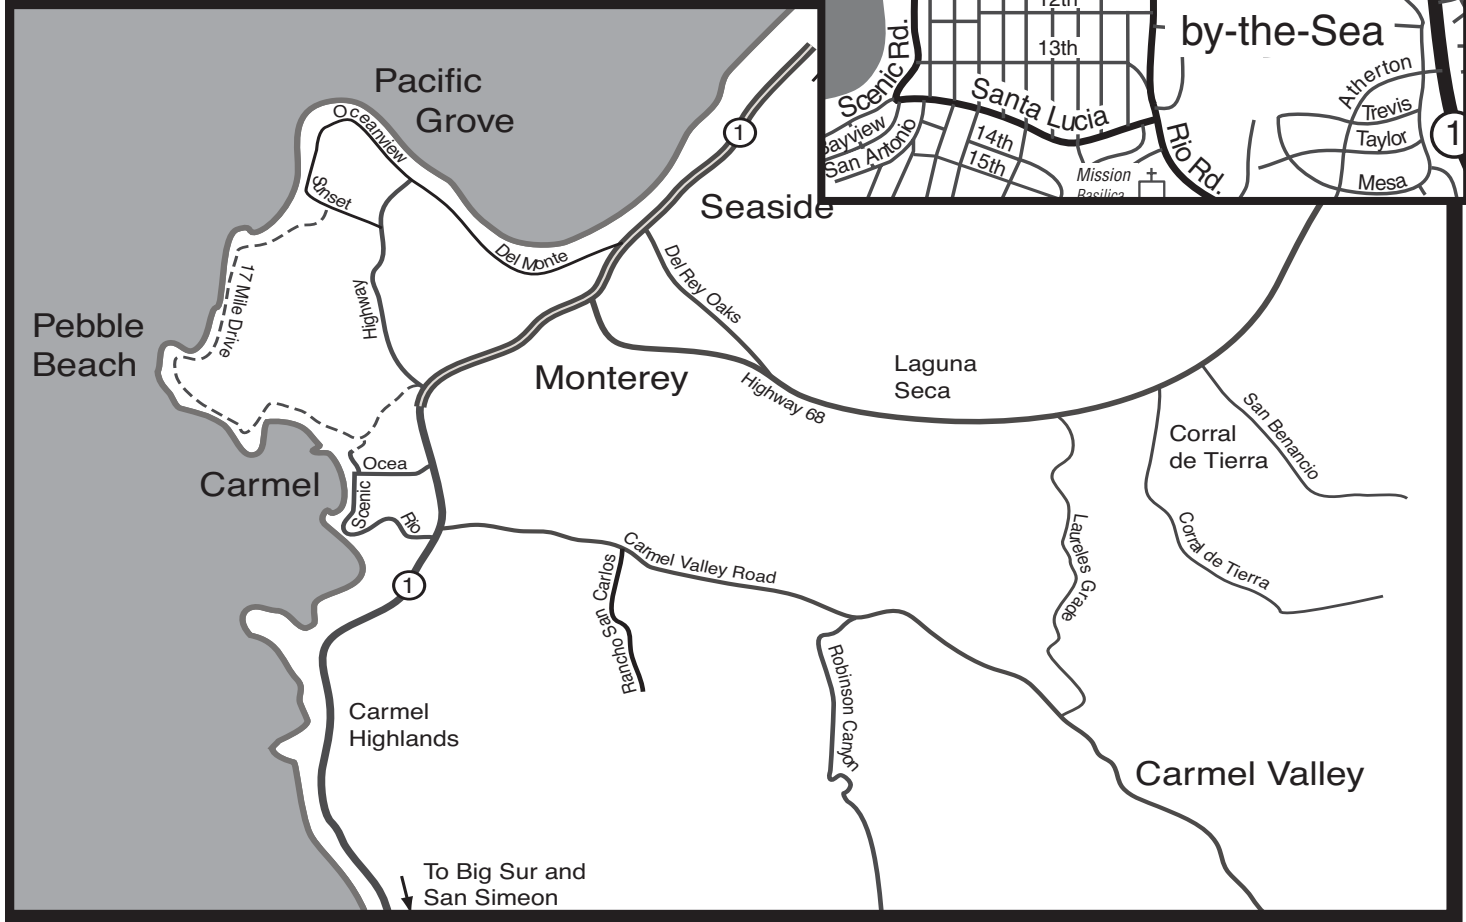 12th
by-the-Sea
13th
Scenic Rd.
Santa Lucia
Atherton
Trevis
Taylor
Mesa
1
Bayview
San Antonio
14th
15th
Rio Rd.
Mission
Basilica
Pacific
Grove
Oceanview
Sunset
1
Seaside
Del Monte
Del Rey Oaks
17 Mile Drive
Highway
Pebble
Beach
Monterey
Highway 68
Laguna
Seca
San Benancio
Corral
de Tierra
Corral de Tierra
Carmel
Ocea
Scenic
Rio
Laureles Grade
Carmel Valley Road
Rancho San Carlos
1
Robinson Canyon
Carmel
Highlands
Carmel Valley
To Big Sur and
San Simeon